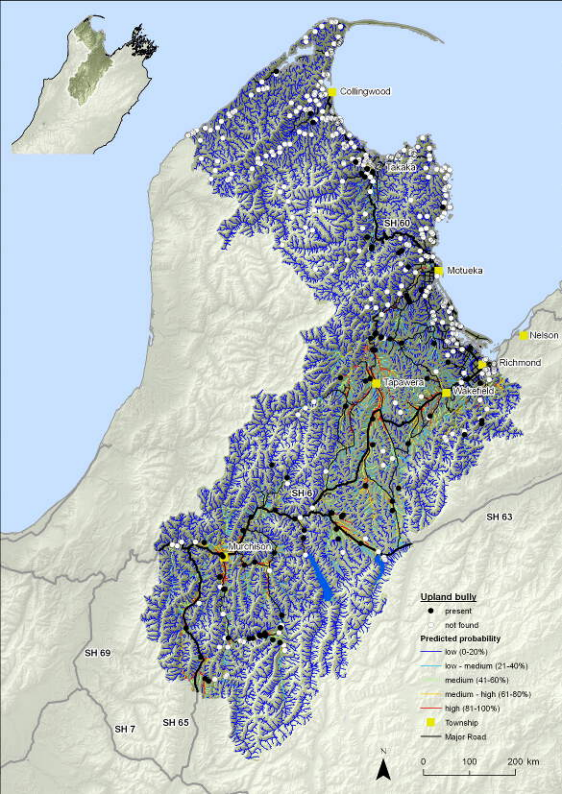 Collingwood
Takaka
SH 60
Motueka
Nelson
Richmond
Tapawera
Wakefield
SH 6
SH 63
Murchison
Upland bully
present
not found
Predicted probability
low (0-20%)
low - medium (21-40%)
medium (41-60%)
medium - high (61-80%)
high (81-100%)
Township
Major Road
SH 69
SH 7
SH 65
N
0 100 200 km